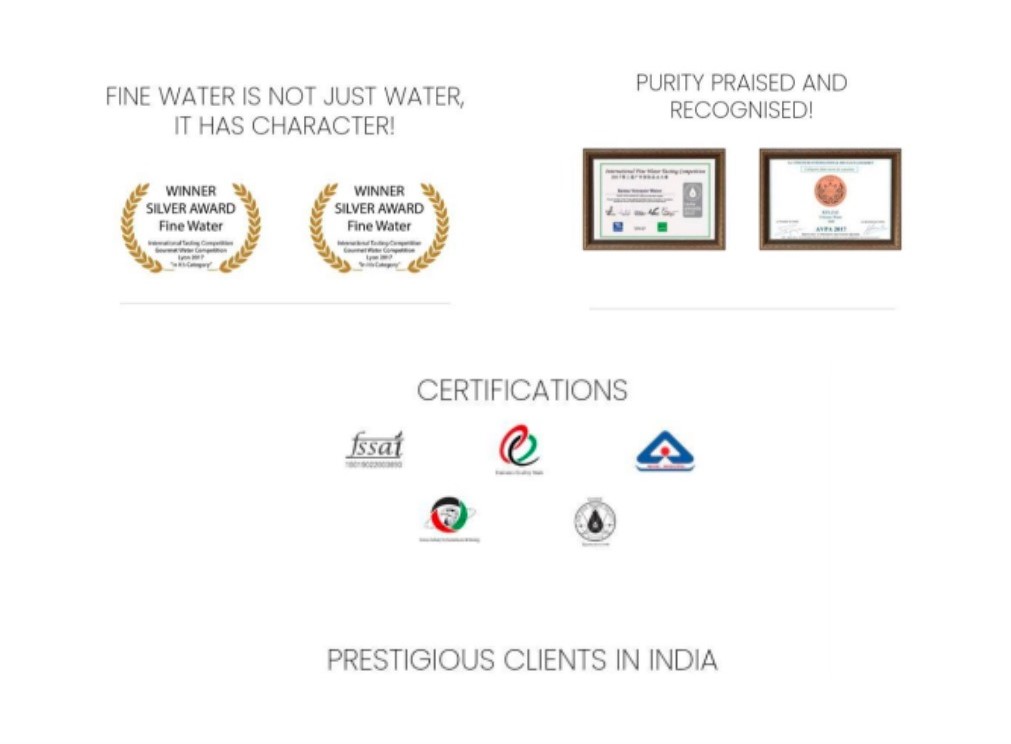 FINE WATER IS NOT JUST WATER,
IT HAS CHARACTER!
WINNER
SILVER AWARD
Fine Water
International Tasting Competition
Gourmet Water Competition
Lyon 2017
"In It's Category"
WINNER
SILVER AWARD
Fine Water
International Tasting Competition
Gourmet Water Competition
Lyon 2017
"In It's Category"
PURITY PRAISED AND
RECOGNISED!
International Fine Water Tasting Competition
AVPA 2017
CERTIFICATIONS
fssai
Emirates Quality Mark
PRESTIGIOUS CLIENTS IN INDIA